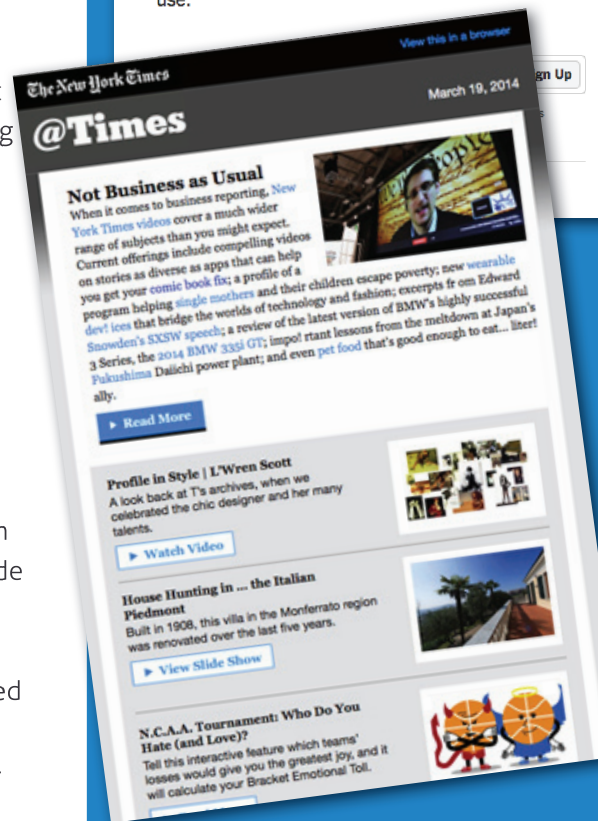 use.
gn Up
g
n
de
ed
View this in a browser
The New York Times
@Times
March 19, 2014
Not Business as Usual
When it comes to business reporting, New
York Times videos cover a much wider
range of subjects than you might expect.
Current offerings include compelling videos
on stories as diverse as apps that can help
you get your comic book fix; a profile of a
program helping single mothers and their children escape poverty; new wearable
dev! ices that bridge the worlds of technology and fashion; excerpts fr om Edward
Snowden's SXSW speech; a review of the latest version of BMW's highly successful
3 Series, the 2014 BMW 335i GT; impo! rtant lessons from the meltdown at Japan's
Fukushima Daiichi power plant; and even pet food that's good enough to eat... liter!
ally.
Read More
Profile in Style | L'Wren Scott
A look back at T's archives, when we
celebrated the chic designer and her many
talents.
Watch Video
House Hunting in ... the Italian
Piedmont
Built in 1908, this villa in the Monferrato region
was renovated over the last five years.
View Slide Show
N.C.A.A. Tournament: Who Do You
Hate (and Love)?
Tell this interactive feature which teams'
losses would give you the greatest joy, and it
will calculate your Bracket Emotional Toll.